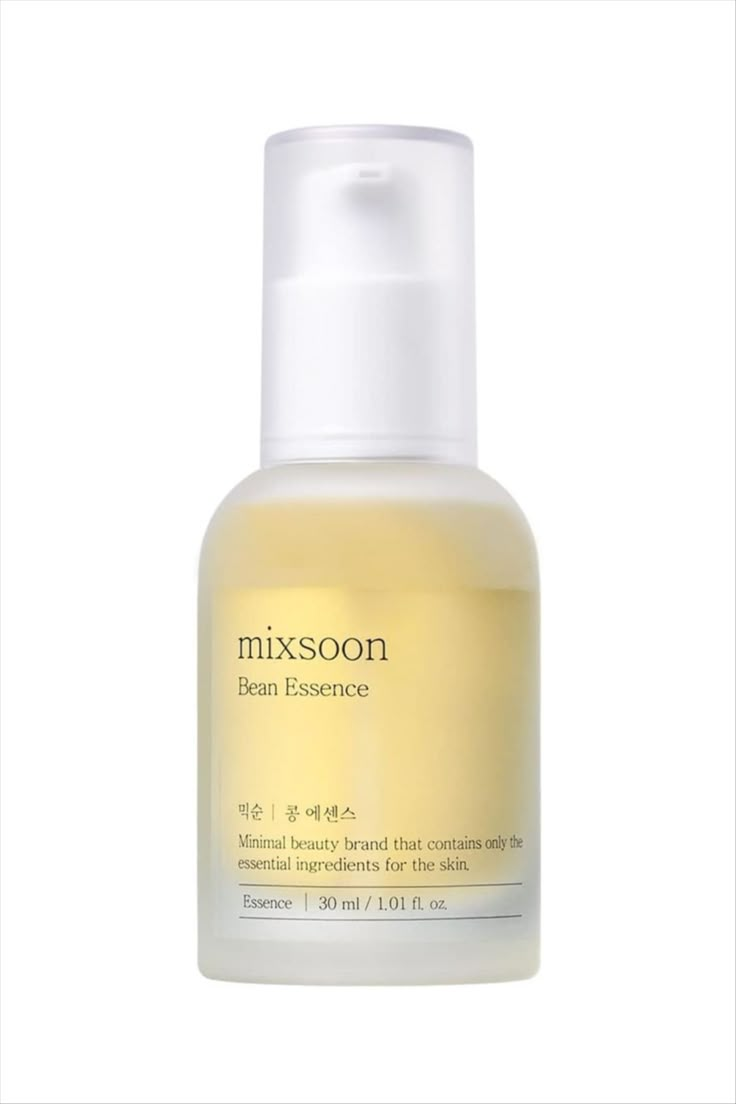 mixsoon
Bean Essence
믹순 | 콩 에센스
Minimal beauty brand that contains only the
essential ingredients for the skin.
Essence | 30 ml / 1.01 fl. oz.